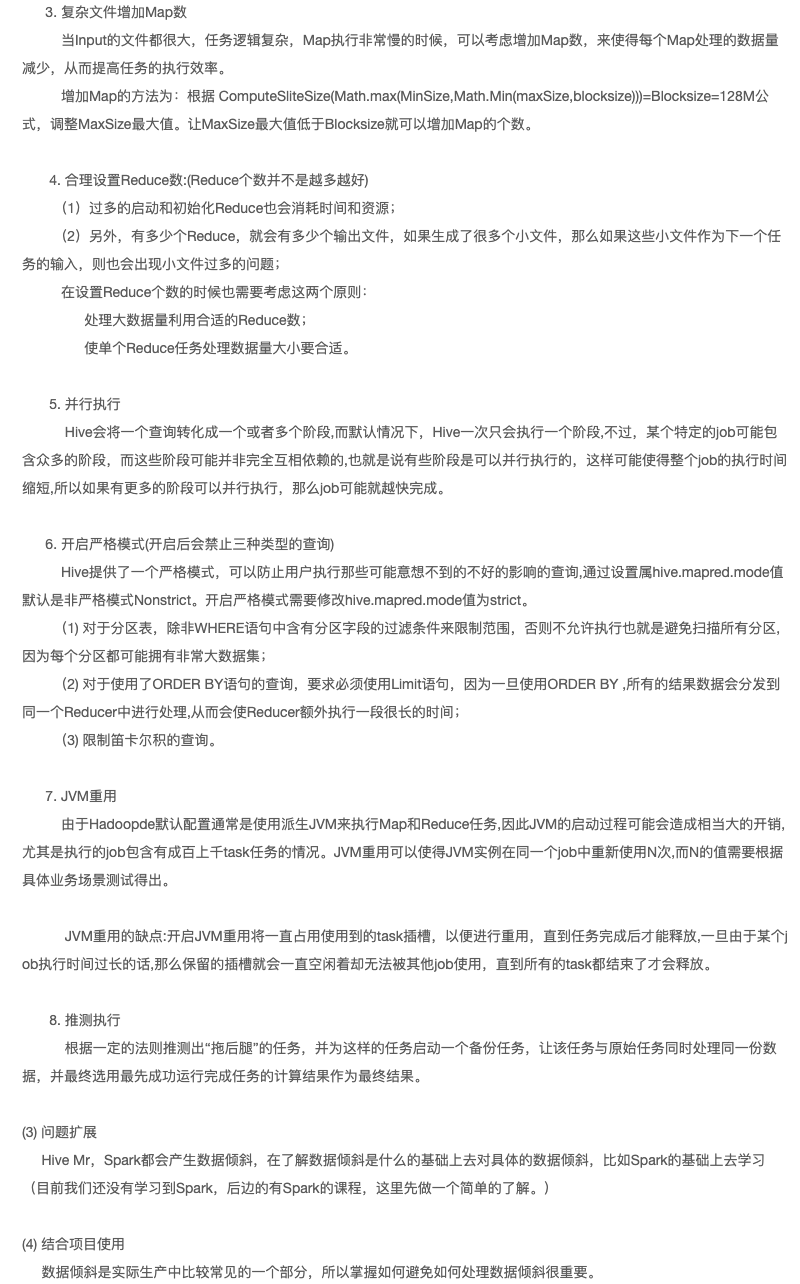 3. 复杂文件增加Map数
当Input的文件都很大，任务逻辑复杂，Map执行非常慢的时候，可以考虑增加Map数，来使得每个Map处理的数据量
减少，从而提高任务的执行效率。
增加Map的方法为：根据 ComputeSliteSize(Math.max(MinSize,Math.Min(maxSize,blocksize)))=Blocksize=128M公
式，调整MaxSize最大值。让MaxSize最大值低于Blocksize就可以增加Map的个数。
4. 合理设置Reduce数:(Reduce个数并不是越多越好)
（1）过多的启动和初始化Reduce也会消耗时间和资源；
（2）另外，有多少个Reduce，就会有多少个输出文件，如果生成了很多个小文件，那么如果这些小文件作为下一个任
务的输入，则也会出现小文件过多的问题；
在设置Reduce个数的时候也需要考虑这两个原则：
处理大数据量利用合适的Reduce数；
使单个Reduce任务处理数据量大小要合适。
5. 并行执行
Hive会将一个查询转化成一个或者多个阶段,而默认情况下，Hive一次只会执行一个阶段,不过，某个特定的job可能包
含众多的阶段，而这些阶段可能并非完全互相依赖的,也就是说有些阶段是可以并行执行的，这样可能使得整个job的执行时间
缩短,所以如果有更多的阶段可以并行执行，那么job可能就越快完成。
6. 开启严格模式(开启后会禁止三种类型的查询)
Hive提供了一个严格模式，可以防止用户执行那些可能意想不到的不好的影响的查询,通过设置属hive.mapred.mode值
默认是非严格模式Nonstrict。开启严格模式需要修改hive.mapred.mode值为strict。
（1) 对于分区表，除非WHERE语句中含有分区字段的过滤条件来限制范围，否则不允许执行也就是避免扫描所有分区,
因为每个分区都可能拥有非常大数据集；
（2) 对于使用了ORDER BY语句的查询，要求必须使用Limit语句，因为一旦使用ORDER BY ,所有的结果数据会分发到
同一个Reducer中进行处理,从而会使Reducer额外执行一段很长的时间；
（3) 限制笛卡尔积的查询。
7. JVM重用
由于Hadoopde默认配置通常是使用派生JVM来执行Map和Reduce任务,因此JVM的启动过程可能会造成相当大的开销,
尤其是执行的job包含有成百上千task任务的情况。JVM重用可以使得JVM实例在同一个job中重新使用N次,而N的值需要根据
具体业务场景测试得出。
JVM重用的缺点:开启JVM重用将一直占用使用到的task插槽，以便进行重用，直到任务完成后才能释放,一旦由于某个j
ob执行时间过长的话,那么保留的插槽就会一直空闲着却无法被其他job使用，直到所有的task都结束了才会释放。
8. 推测执行
根据一定的法则推测出“拖后腿”的任务，并为这样的任务启动一个备份任务，让该任务与原始任务同时处理同一份数
据，并最终选用最先成功运行完成任务的计算结果作为最终结果。
(3) 问题扩展
Hive Mr，Spark都会产生数据倾斜，在了解数据倾斜是什么的基础上去对具体的数据倾斜，比如Spark的基础上去学习
（目前我们还没有学习到Spark，后边的有Spark的课程，这里先做一个简单的了解。）
(4) 结合项目使用
数据倾斜是实际生产中比较常见的一个部分，所以掌握如何避免如何处理数据倾斜很重要。